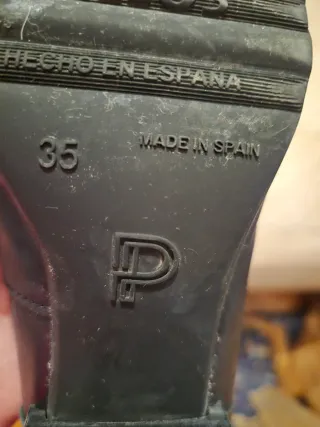 HECHO EN ESPAÑA
35
MADE IN SPAIN
P